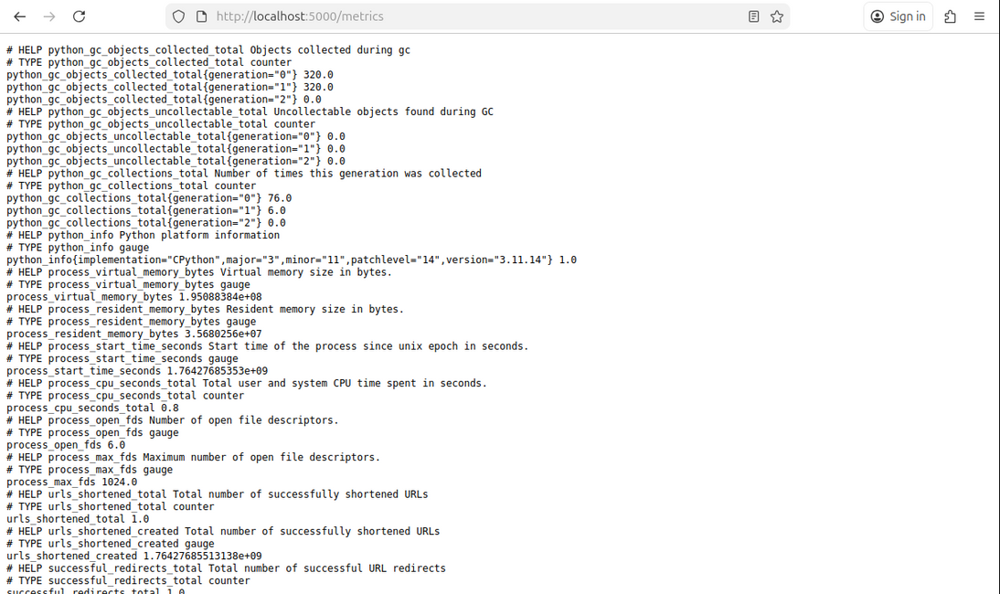 http://localhost:5000/metrics
Sign in
# HELP python_gc_objects_collected_total Objects collected during gc
# TYPE python_gc_objects_collected_total counter
python_gc_objects_collected_total{generation="0"} 320.0
python_gc_objects_collected_total{generation="1"} 320.0
python_gc_objects_collected_total{generation="2"} 0.0
# HELP python_gc_objects_uncollectable_total Uncollectable objects found during GC
# TYPE python_gc_objects_uncollectable_total counter
python_gc_objects_uncollectable_total{generation="0"} 0.0
python_gc_objects_uncollectable_total{generation="1"} 0.0
python_gc_objects_uncollectable_total{generation="2"} 0.0
# HELP python_gc_collections_total Number of times this generation was collected
# TYPE python_gc_collections_total counter
python_gc_collections_total{generation="0"} 76.0
python_gc_collections_total{generation="1"} 6.0
python_gc_collections_total{generation="2"} 0.0
# HELP python_info Python platform information
# TYPE python_info gauge
python_info{implementation="CPython",major="3",minor="11",patchlevel="14",version="3.11.14"} 1.0
# HELP process_virtual_memory_bytes Virtual memory size in bytes.
# TYPE process_virtual_memory_bytes gauge
process_virtual_memory_bytes 1.95088384e+08
# HELP process_resident_memory_bytes Resident memory size in bytes.
# TYPE process_resident_memory_bytes gauge
process_resident_memory_bytes 3.5680256e+07
# HELP process_start_time_seconds Start time of the process since unix epoch in seconds.
# TYPE process_start_time_seconds gauge
process_start_time_seconds 1.76427685353e+09
# HELP process_cpu_seconds_total Total user and system CPU time spent in seconds.
# TYPE process_cpu_seconds_total counter
process_cpu_seconds_total 0.8
# HELP process_open_fds Number of open file descriptors.
# TYPE process_open_fds gauge
process_open_fds 6.0
# HELP process_max_fds Maximum number of open file descriptors.
# TYPE process_max_fds gauge
process_max_fds 1024.0
# HELP urls_shortened_total Total number of successfully shortened URLs
# TYPE urls_shortened_total counter
urls_shortened_total 1.0
# HELP urls_shortened_created Total number of successfully shortened URLs
# TYPE urls_shortened_created gauge
urls_shortened_created 1.76427685513138e+09
# HELP successful_redirects_total Total number of successful URL redirects
# TYPE successful_redirects_total counter
successful_redirects_total 1.0